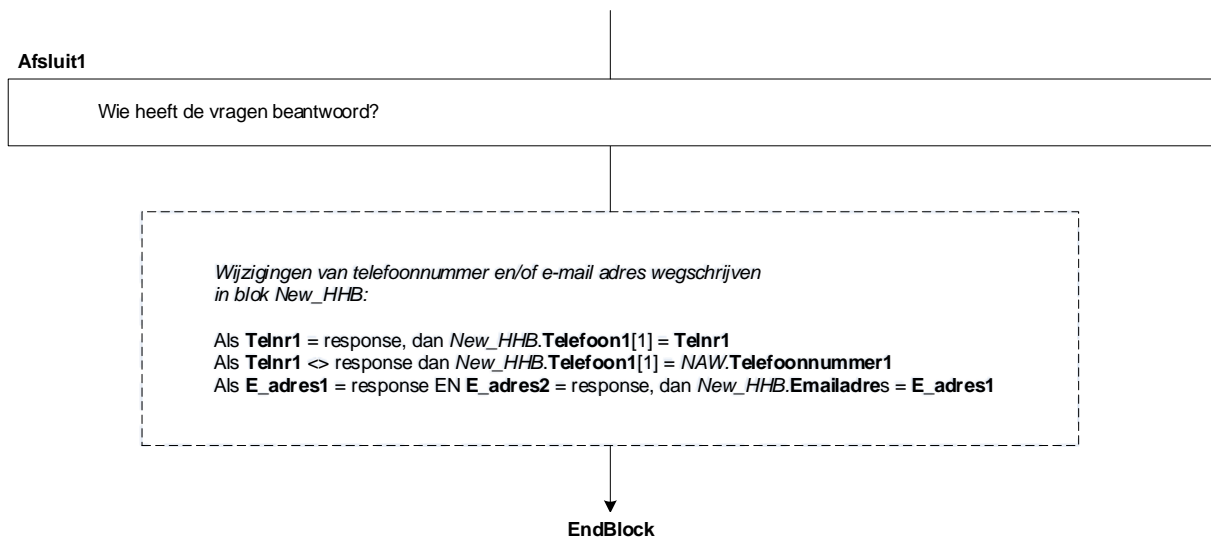 Afsluit1
Wie heeft de vragen beantwoord?
Wijzigingen van telefoonnummer en/of e-mail adres wegschrijven
in blok New_HHB:
Als Telnr1 = response, dan New_HHB.Telefoon1[1] = Telnr1
Als Telnr1 <> response dan New_HHB.Telefoon1[1] = NAW.Telefoonnummer1
Als E_adres1 = response EN E_adres2 = response, dan New_HHB.Emailadres = E_adres1
EndBlock